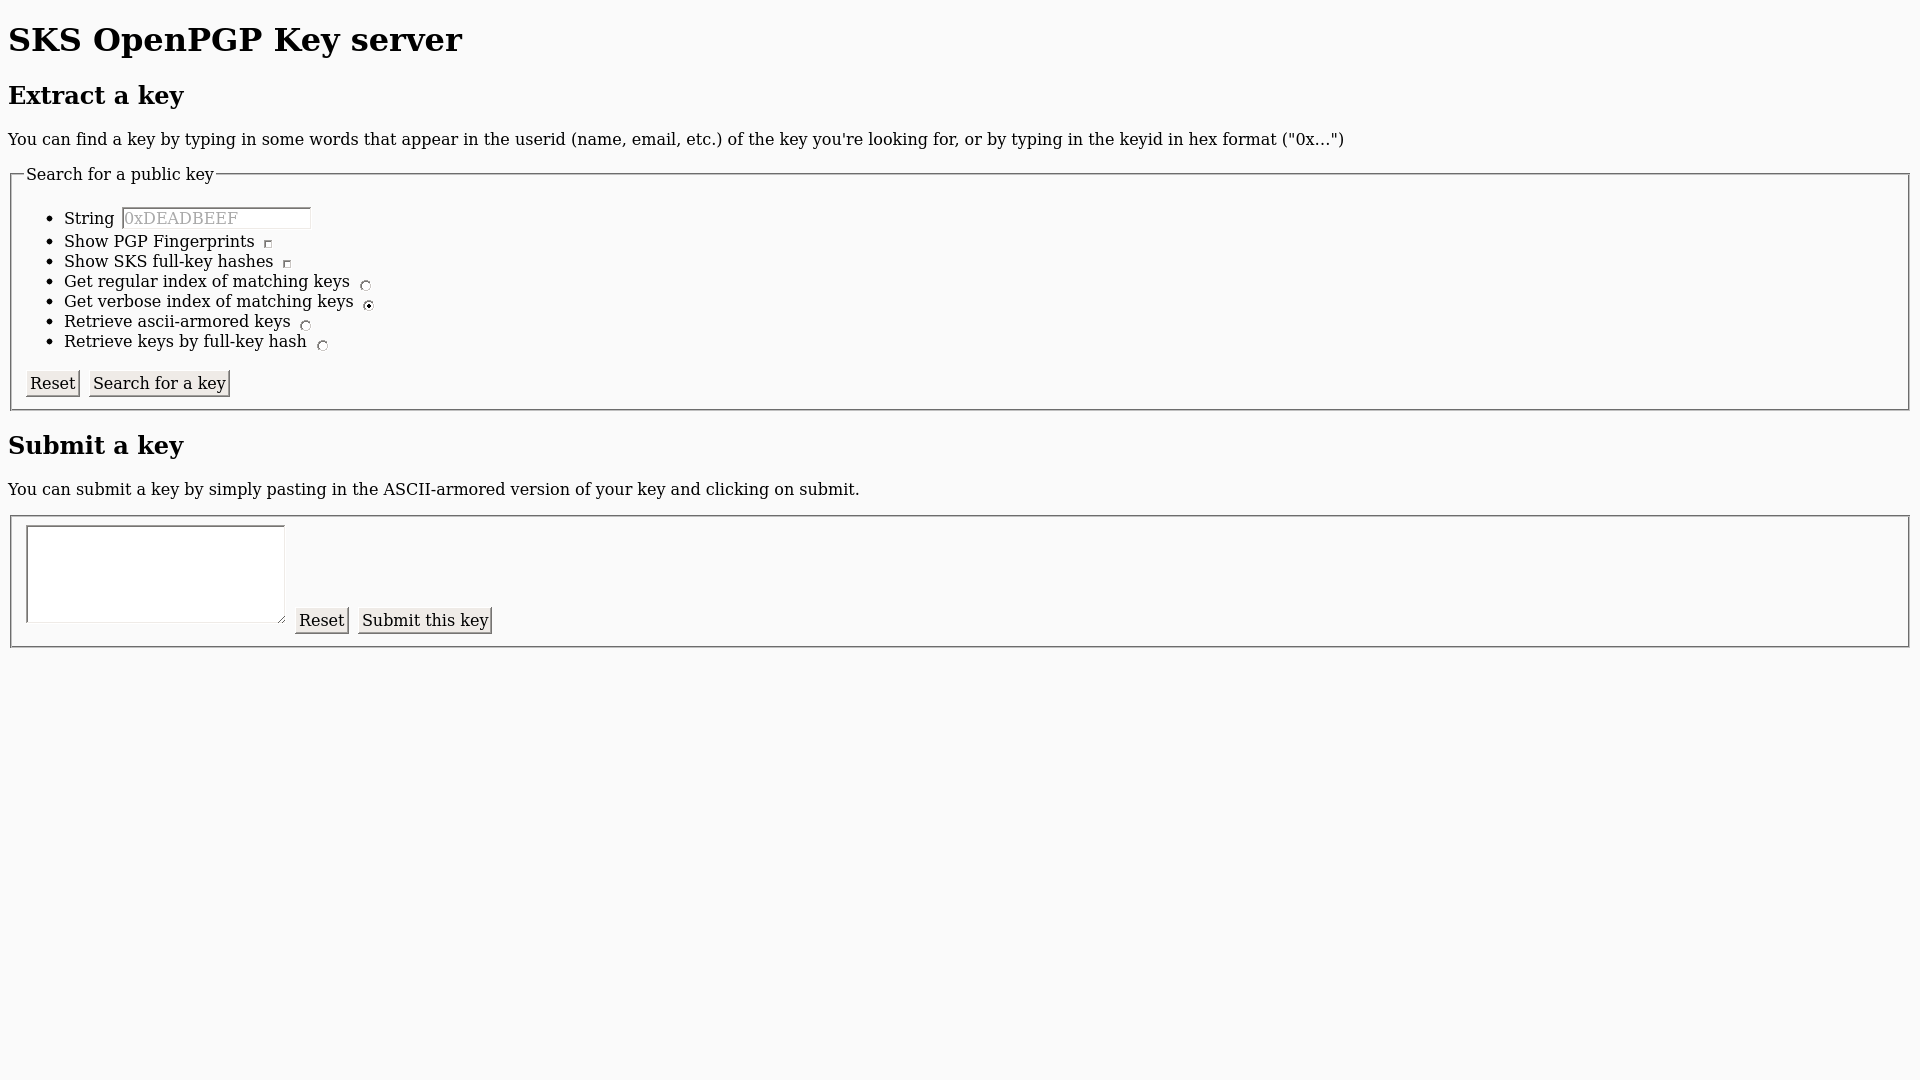 SKS OpenPGP Key server
Extract a key
You can find a key by typing in some words that appear in the userid (name, email, etc.) of the key you're looking for, or by typing in the keyid in hex format ("0x…")
Search for a public key
String 0xDEADBEEF
Show PGP Fingerprints
Show SKS full-key hashes
Get regular index of matching keys
Get verbose index of matching keys
Retrieve ascii-armored keys
Retrieve keys by full-key hash
Reset Search for a key
Submit a key
You can submit a key by simply pasting in the ASCII-armored version of your key and clicking on submit.
Reset Submit this key